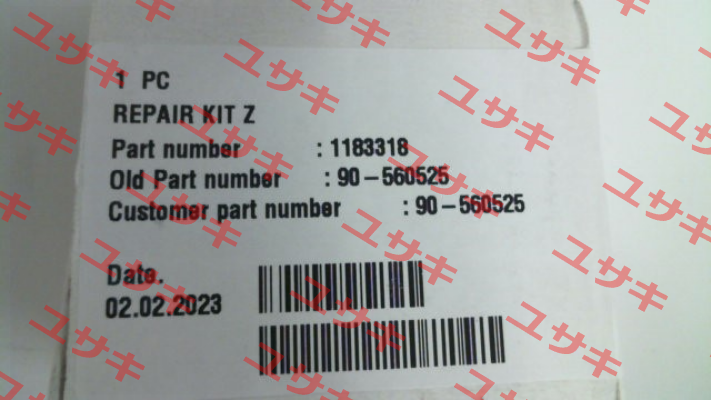 1 PC
REPAIR KIT Z
Part number : 1183318
Old Part number : 90-560525
Customer part number : 90-560525
Date.
02.02.2023
ユサキ